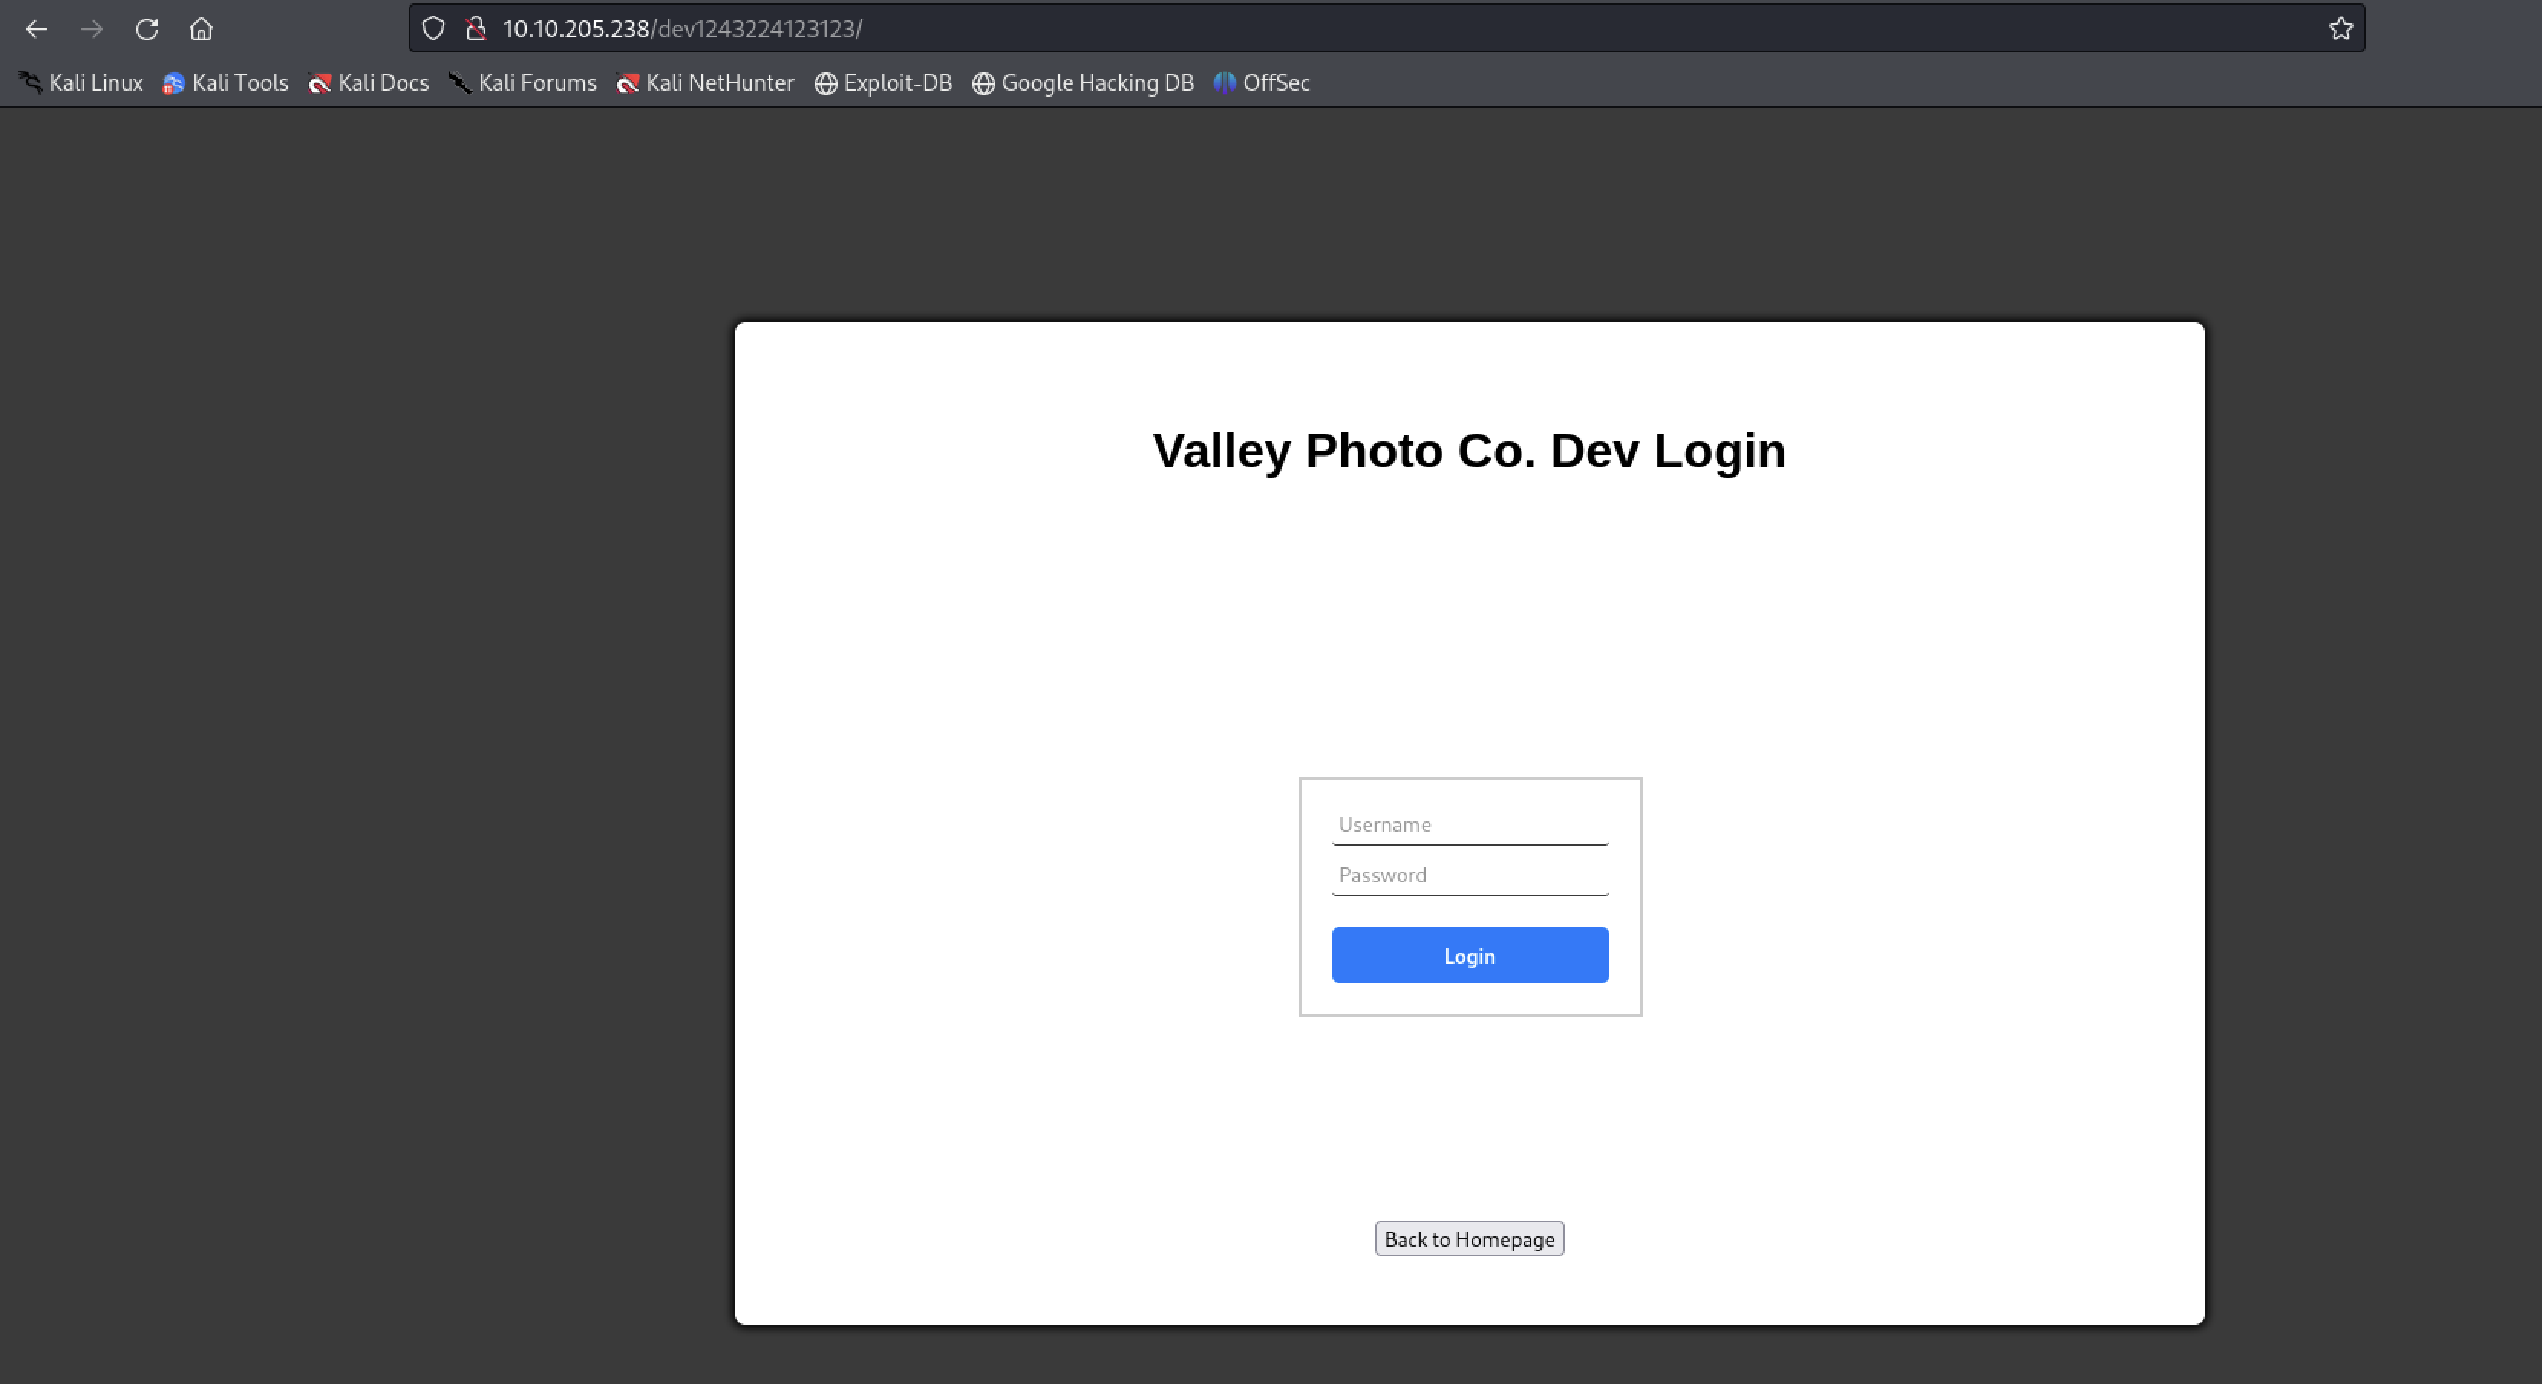 10.10.205.238/dev1243224123123/
Kali Linux Kali Tools Kali Docs Kali Forums Kali NetHunter Exploit-DB Google Hacking DB OffSec
Valley Photo Co. Dev Login
Username
Password
Login
Back to Homepage